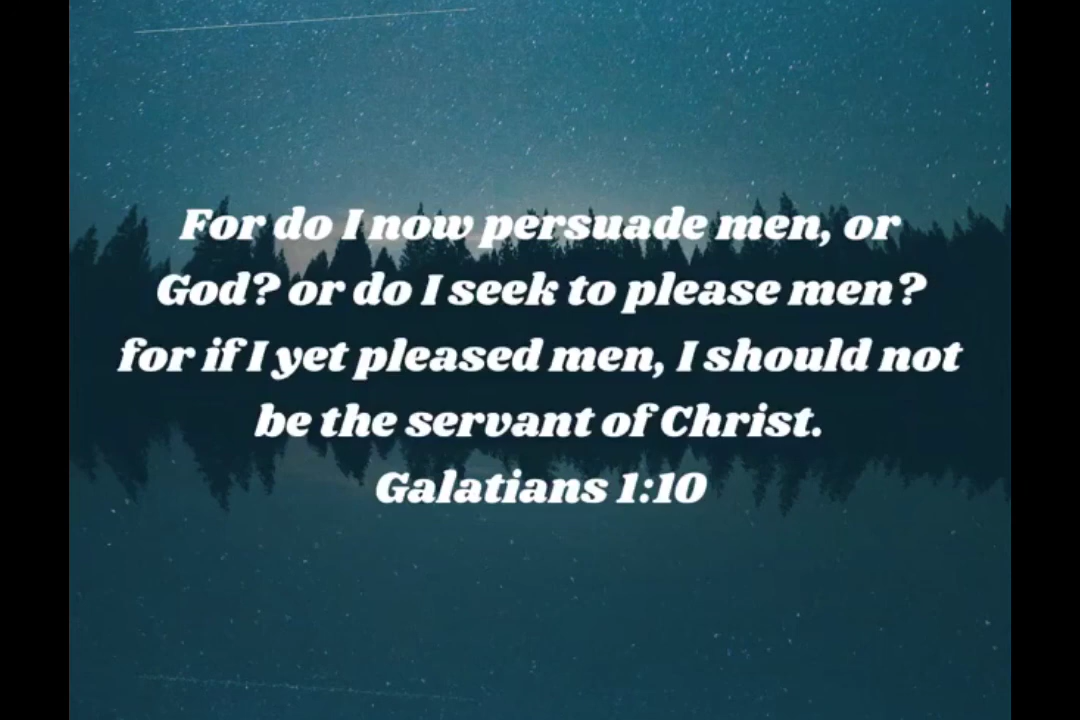 For do I now persuade men, or
God? or do I seek to please men?
for if I yet pleased men, I should not
be the servant of Christ.
Galatians 1:10